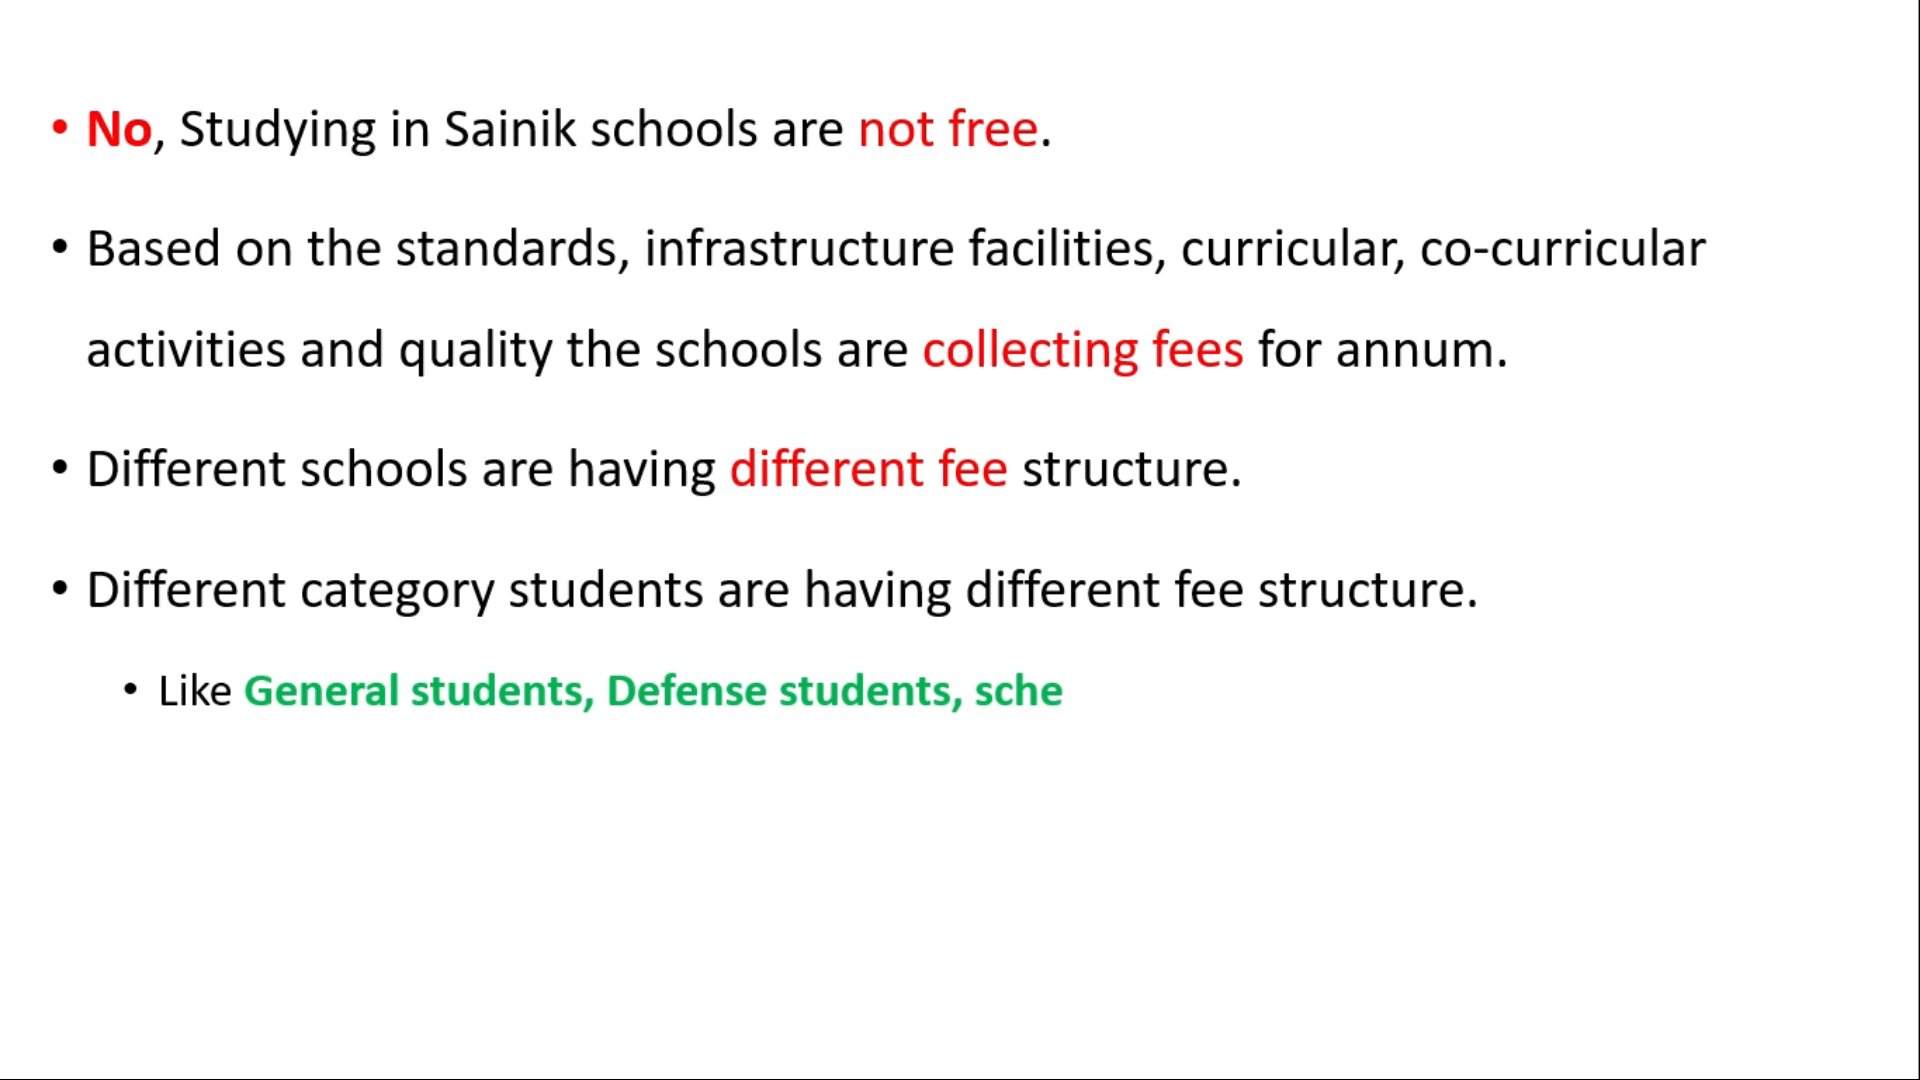 • No, Studying in Sainik schools are not free.
• Based on the standards, infrastructure facilities, curricular, co-curricular
activities and quality the schools are collecting fees for annum.
• Different schools are having different fee structure.
• Different category students are having different fee structure.
• Like General students, Defense students, sche